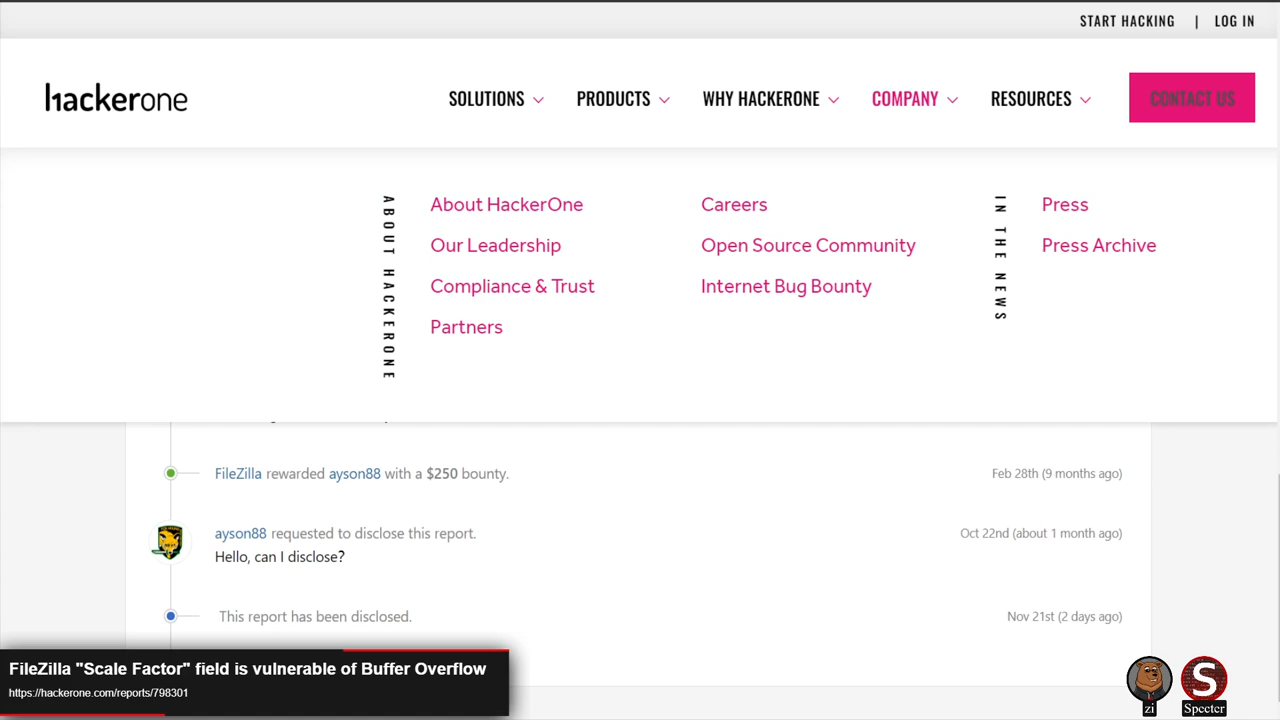 START HACKING | LOG IN
hackerone
SOLUTIONS PRODUCTS WHY HACKERONE COMPANY RESOURCES CONTACT US
ABOUT HACKERONE
About HackerOne
Our Leadership
Compliance & Trust
Partners
Careers
Open Source Community
Internet Bug Bounty
IN THE NEWS
Press
Press Archive
FileZilla rewarded ayson88 with a $250 bounty. Feb 28th (9 months ago)
ayson88 requested to disclose this report. Oct 22nd (about 1 month ago)
Hello, can I disclose?
This report has been disclosed. Nov 21st (2 days ago)
FileZilla "Scale Factor" field is vulnerable of Buffer Overflow
https://hackerone.com/reports/798301
zi
S
Specter